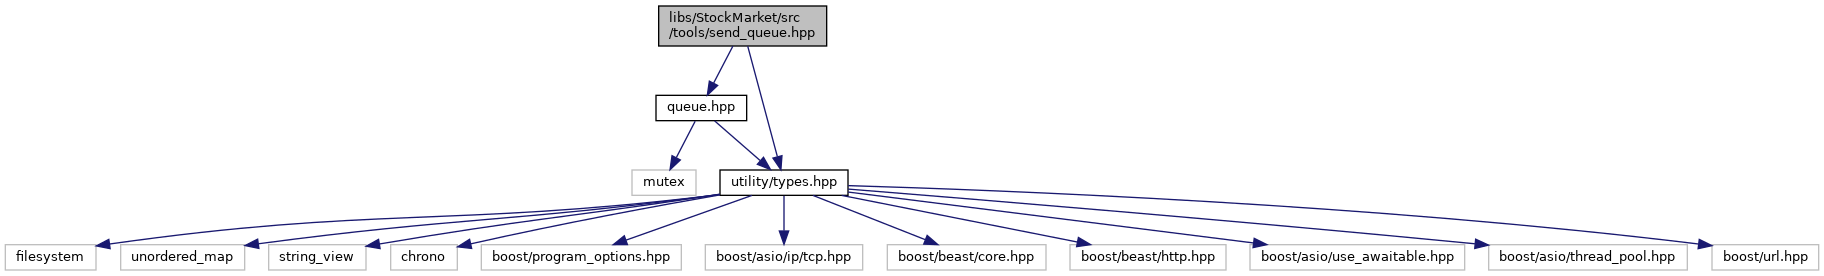 libs/StockMarket/src
/tools/send_queue.hpp
queue.hpp
mutex
utility/types.hpp
filesystem
unordered_map
string_view
chrono
boost/program_options.hpp
boost/asio/ip/tcp.hpp
boost/beast/core.hpp
boost/beast/http.hpp
boost/asio/use_awaitable.hpp
boost/asio/thread_pool.hpp
boost/url.hpp